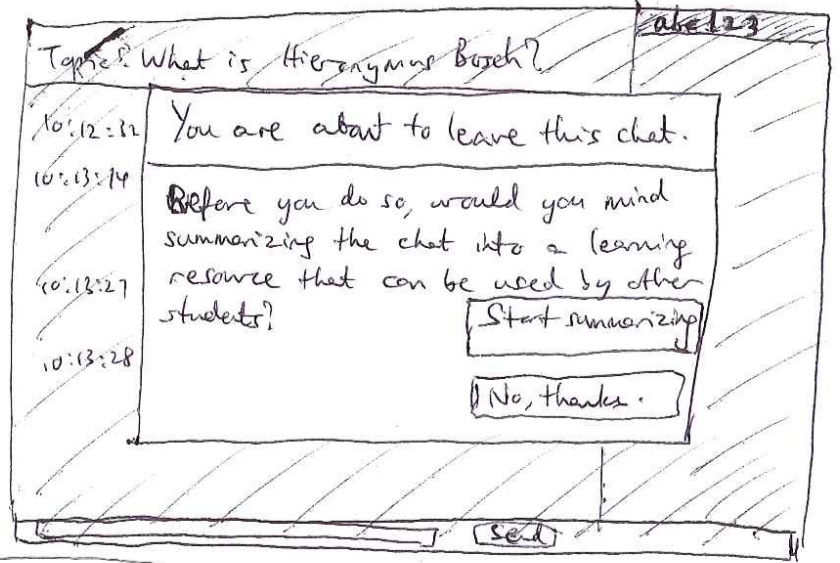 abc123
Topic: What is Hieronymus Bosch?
10:12:32
You are about to leave this chat.
10:13:14
Before you do so, would you mind
summarizing the chat into a learning
10:13:27
resource that can be used by other
students?
Start summarizing
10:13:28
No, thanks.
Send